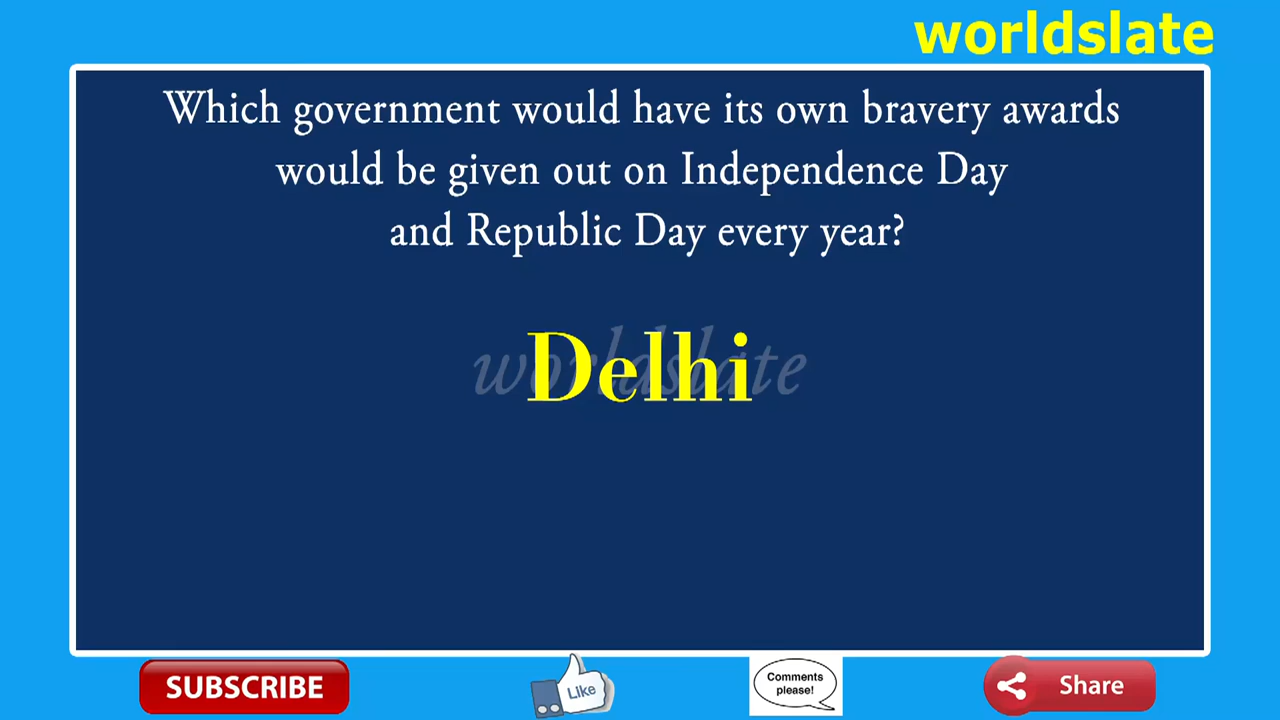 worldslate
Which government would have its own bravery awards
would be given out on Independence Day
and Republic Day every year?
worldslate
Delhi
SUBSCRIBE
Like
Comments
please!
Share